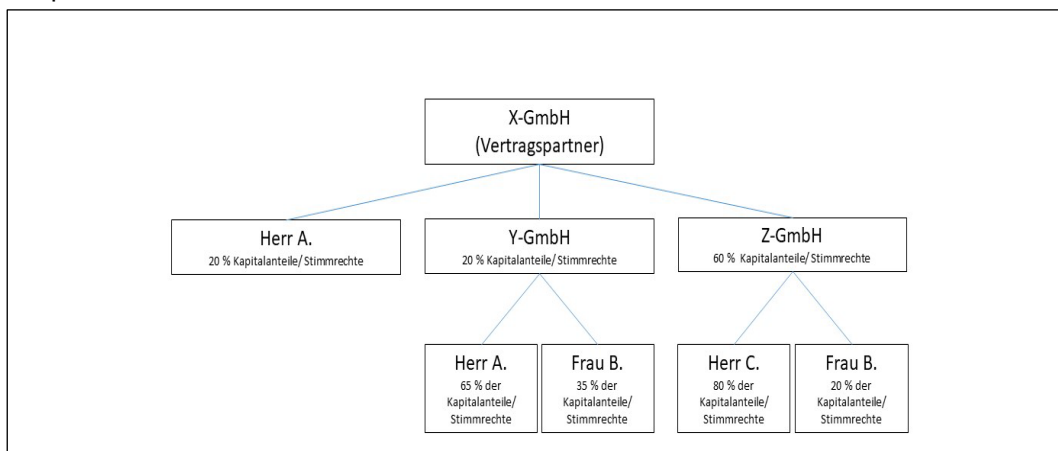 X-GmbH
(Vertragspartner)
Herr A.
20 % Kapitalanteile/ Stimmrechte
Y-GmbH
20 % Kapitalanteile/ Stimmrechte
Z-GmbH
60 % Kapitalanteile/ Stimmrechte
Herr A.
65 % der
Kapitalanteile/
Stimmrechte
Frau B.
35 % der
Kapitalanteile/
Stimmrechte
Herr C.
80 % der
Kapitalanteile/
Stimmrechte
Frau B.
20 % der
Kapitalanteile/
Stimmrechte